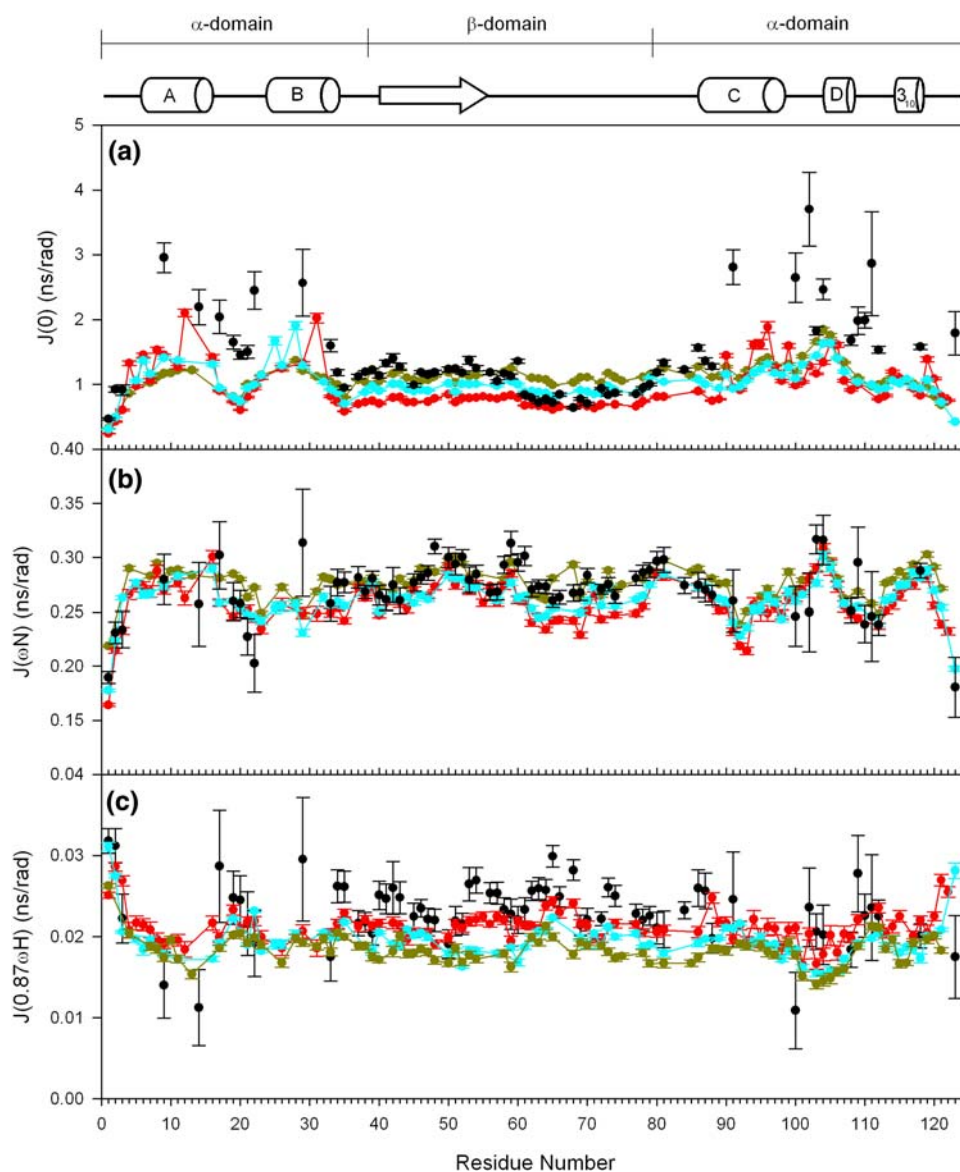 α-domain β-domain α-domain
A B C D 3₁₀
(a)
5
4
3
2
1
0.40
J(0) (ns/rad)
(b)
0.35
0.30
0.25
0.20
0.15
0.04
J(ωN) (ns/rad)
(c)
0.03
0.02
0.01
0.00
J(0.87ωH) (ns/rad)
0 10 20 30 40 50 60 70 80 90 100 110 120
Residue Number